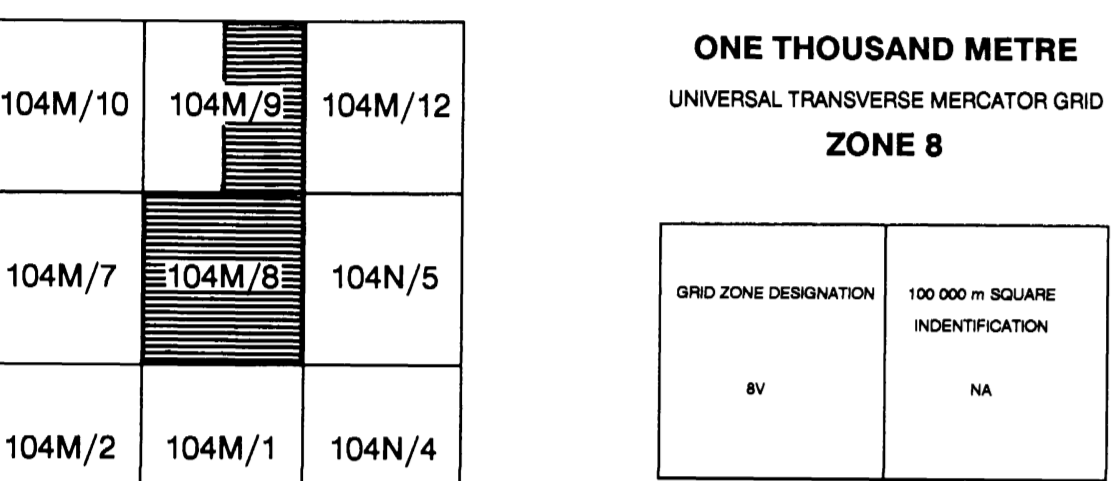 104M/10 104M/9 104M/12
104M/7 104M/8 104N/5
104M/2 104M/1 104N/4
ONE THOUSAND METRE
UNIVERSAL TRANSVERSE MERCATOR GRID
ZONE 8
GRID ZONE DESIGNATION
8V
100 000 m SQUARE
INDENTIFICATION
NA